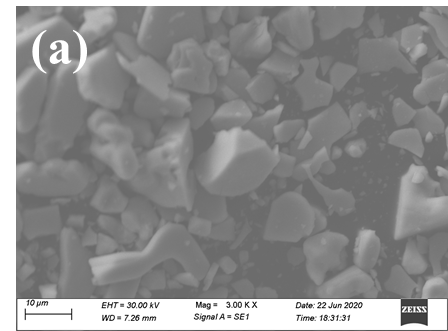 (a)
10 µm
EHT = 30.00 kV
Mag = 3.00 K X
Date: 22 Jun 2020
WD = 7.26 mm
Signal A = SE1
Time: 18:31:31
ZEISS